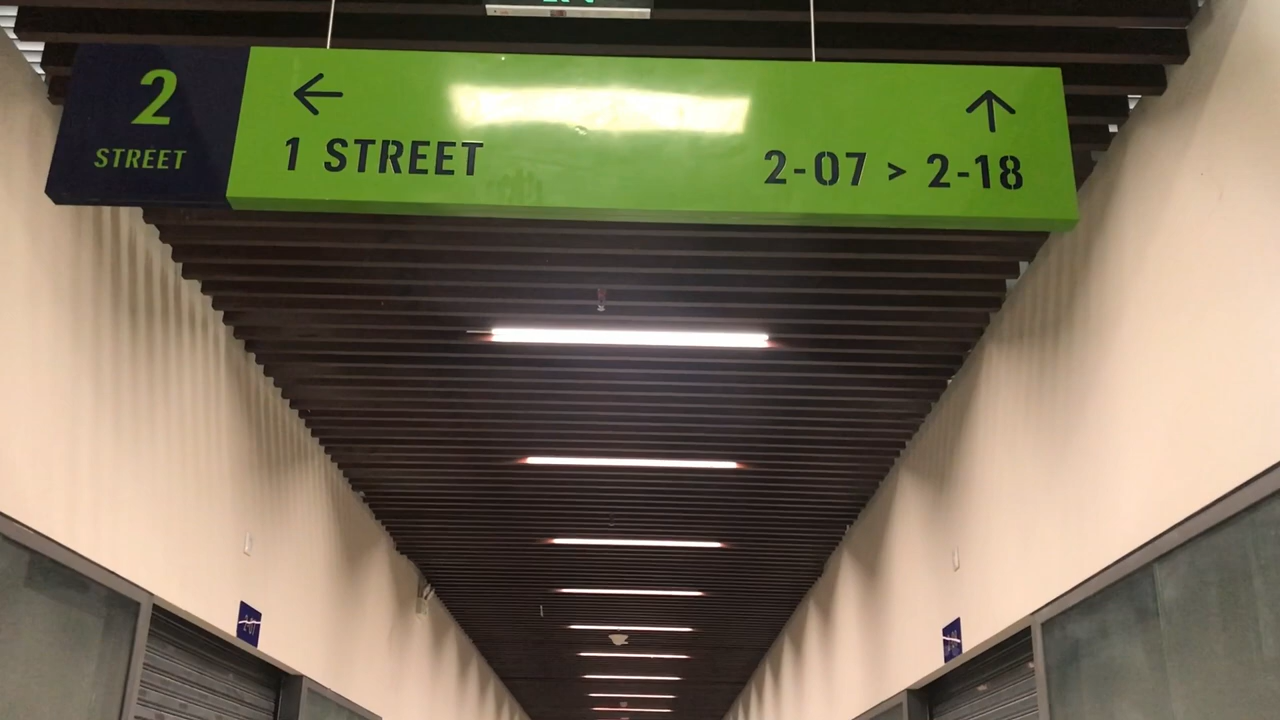 2
STREET
←
1 STREET
↑
2-07 > 2-18